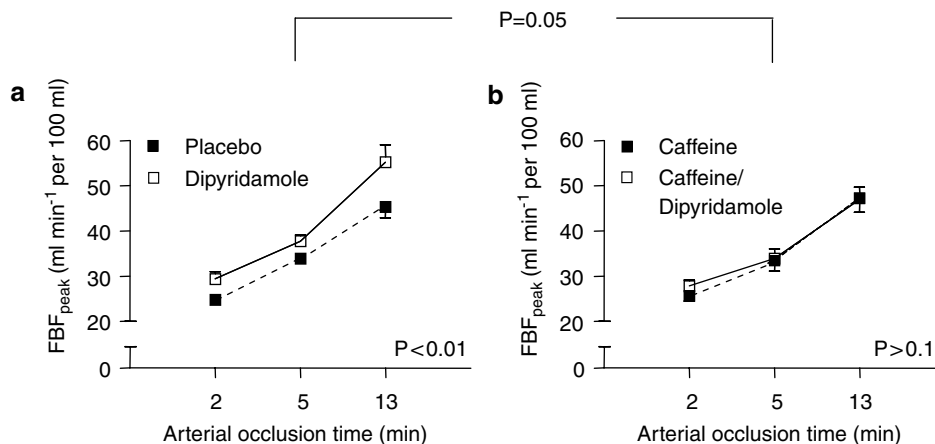 P=0.05
a
FBFpeak (ml min-1 per 100 ml)
60
50
40
30
20
0
Placebo
Dipyridamole
P<0.01
2 5 13
Arterial occlusion time (min)
b
FBFpeak (ml min-1 per 100 ml)
60
50
40
30
20
0
Caffeine
Caffeine/
Dipyridamole
P>0.1
2 5 13
Arterial occlusion time (min)